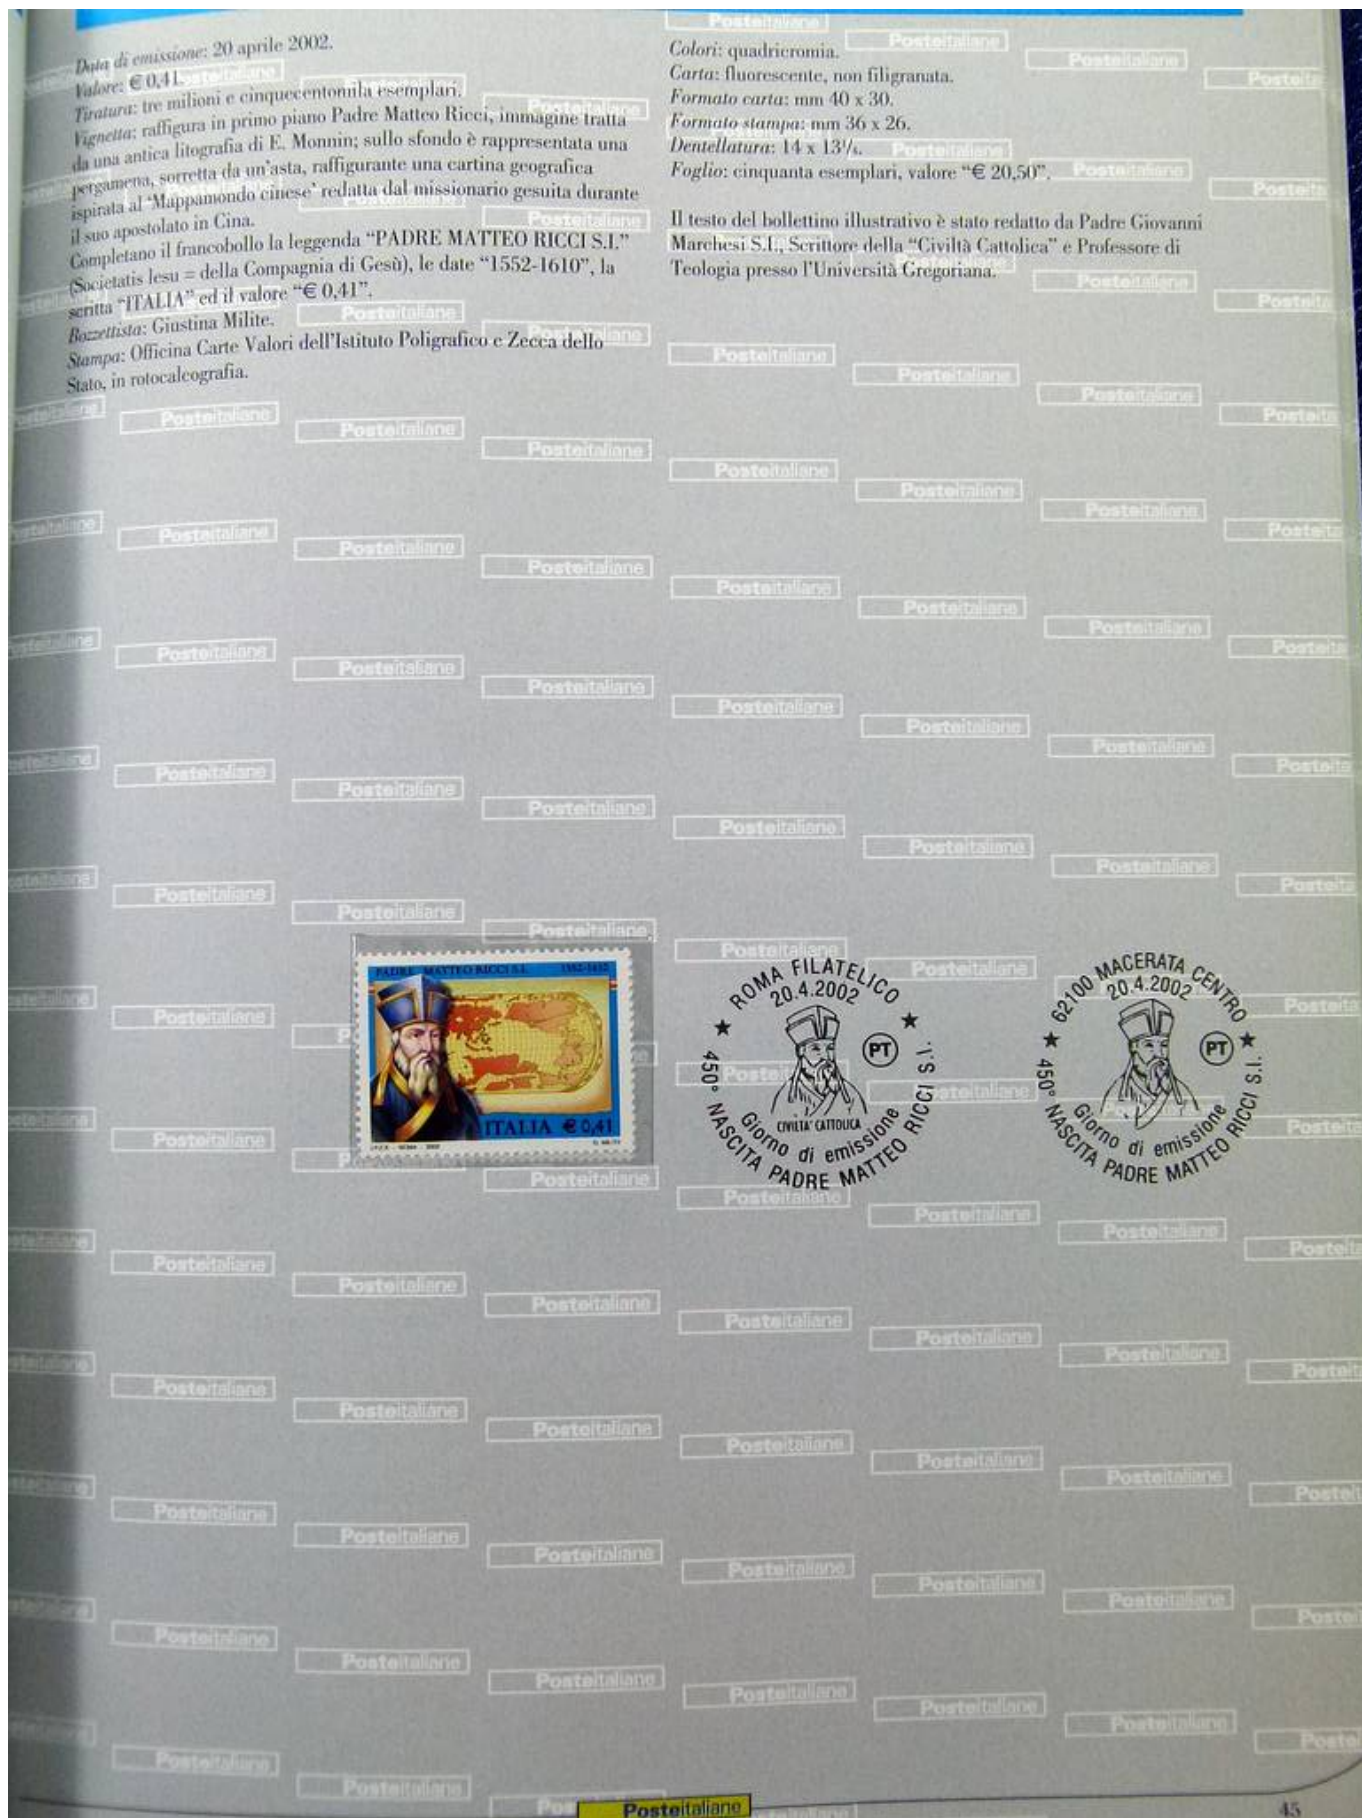 Data di emissione: 20 aprile 2002.
Valore: € 0,41.
Tiratura: tre milioni e cinquecentomila esemplari.
Vignetta: raffigura in primo piano Padre Matteo Ricci, immagine tratta
da una antica litografia di E. Monnin; sullo sfondo è rappresentata una
pergamena, sorretta da un'asta, raffigurante una cartina geografica
ispirata al 'Mappamondo cinese' redatta dal missionario gesuita durante
il suo apostolato in Cina.
Completano il francobollo la leggenda "PADRE MATTEO RICCI S.I."
(Societatis Iesu = della Compagnia di Gesù), le date "1552-1610", la
scritta "ITALIA" ed il valore "€ 0,41".
Bozzettista: Giustina Milite.
Stampa: Officina Carte Valori dell'Istituto Poligrafico e Zecca dello
Stato, in rotocalcografia.
Colori: quadricromia.
Carta: fluorescente, non filigranata.
Formato carta: mm 40 x 30.
Formato stampa: mm 36 x 26.
Dentellatura: 14 x 13¹/₄.
Foglio: cinquanta esemplari, valore "€ 20,50".
Il testo del bollettino illustrativo è stato redatto da Padre Giovanni
Marchesi S.I., Scrittore della "Civiltà Cattolica" e Professore di
Teologia presso l'Università Gregoriana.
PADRE MATTEO RICCI S.I. 1552-1610
ITALIA € 0,41
I.P.Z.S. - ROMA - 2002
ROMA FILATELICO
20.4.2002
PT
CIVILTA' CATTOLICA
Giorno di emissione
★ 450° NASCITA PADRE MATTEO RICCI S.I. ★
62100 MACERATA CENTRO
20.4.2002
PT
Giorno di emissione
★ 450° NASCITA PADRE MATTEO RICCI S.I. ★
Posteitaliane
45